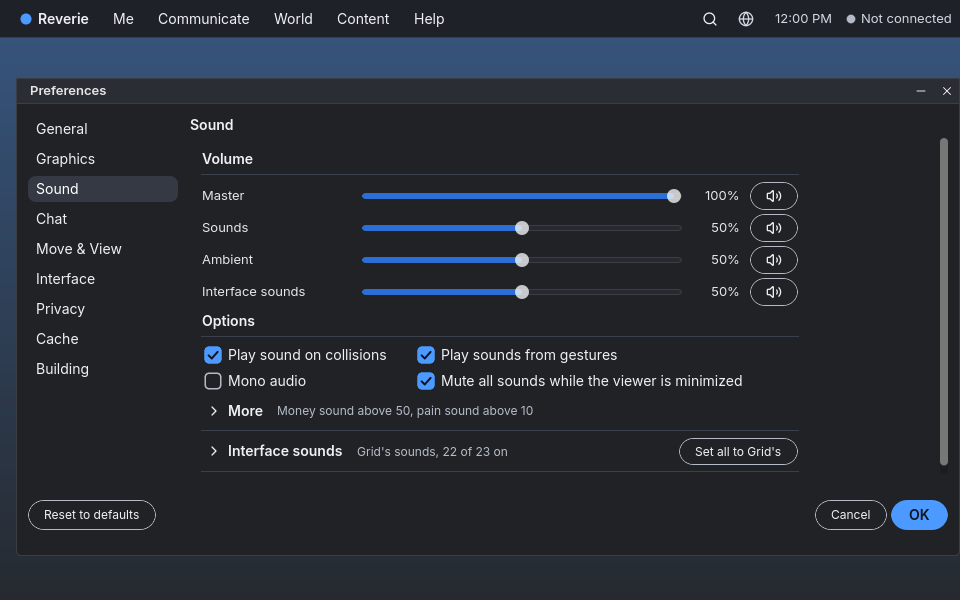 Reverie Me Communicate World Content Help 12:00 PM Not connected
Preferences
General
Graphics
Sound
Chat
Move & View
Interface
Privacy
Cache
Building
Sound
Volume
Master 100%
Sounds 50%
Ambient 50%
Interface sounds 50%
Options
Play sound on collisions Play sounds from gestures
Mono audio Mute all sounds while the viewer is minimized
More Money sound above 50, pain sound above 10
Interface sounds Grid's sounds, 22 of 23 on Set all to Grid's
Reset to defaults Cancel OK